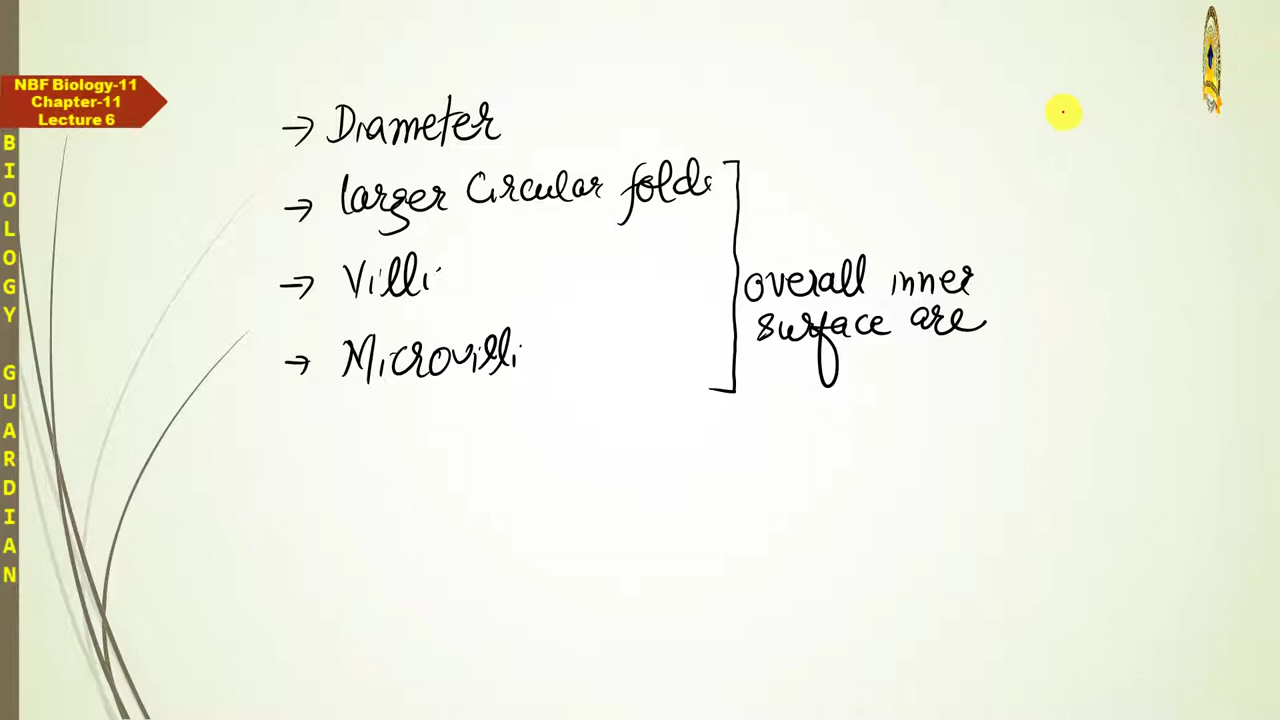 NBF Biology-11
Chapter-11
Lecture 6
BIOLOGY GUARDIAN
→ Diameter
→ larger Circular folds
→ Villi
→ Microvilli
overall inner
surface are